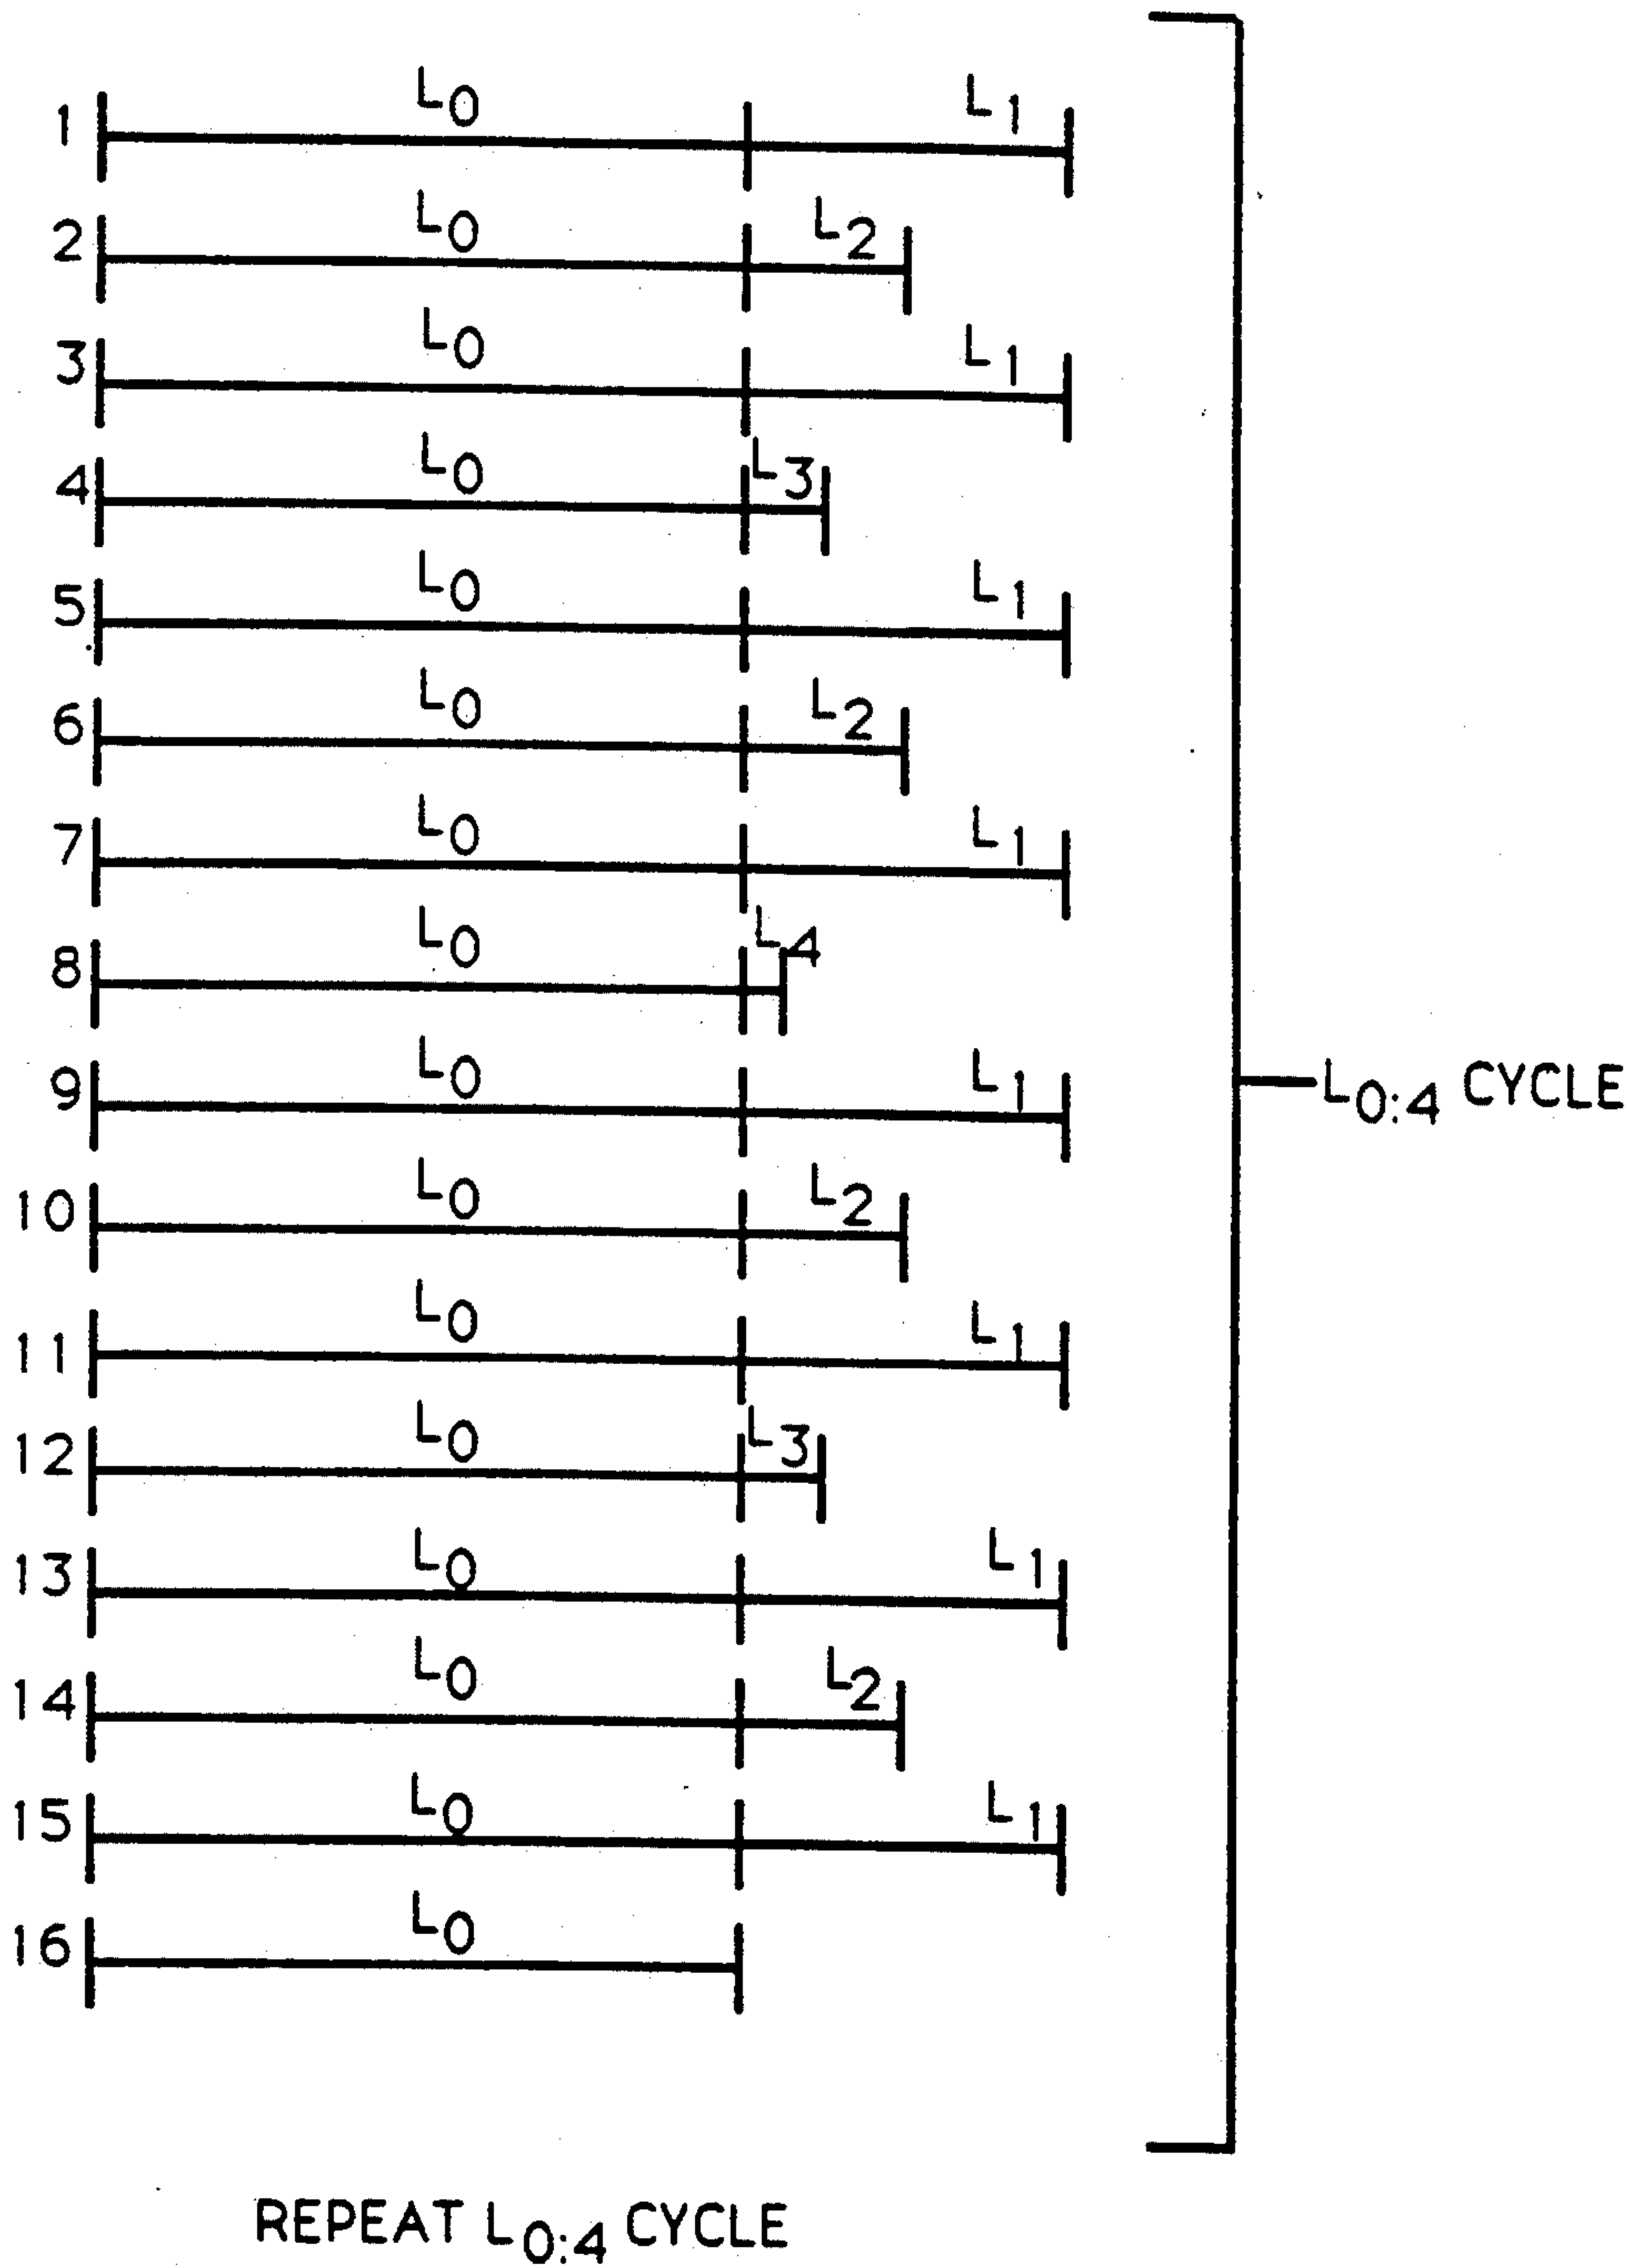 1 L0 L1
2 L0 L2
3 L0 L1
4 L0 L3
5 L0 L1
6 L0 L2
7 L0 L1
8 L0 L4
9 L0 L1
L0:4 CYCLE
10 L0 L2
11 L0 L1
12 L0 L3
13 L0 L1
14 L0 L2
15 L0 L1
16 L0
REPEAT L0:4 CYCLE